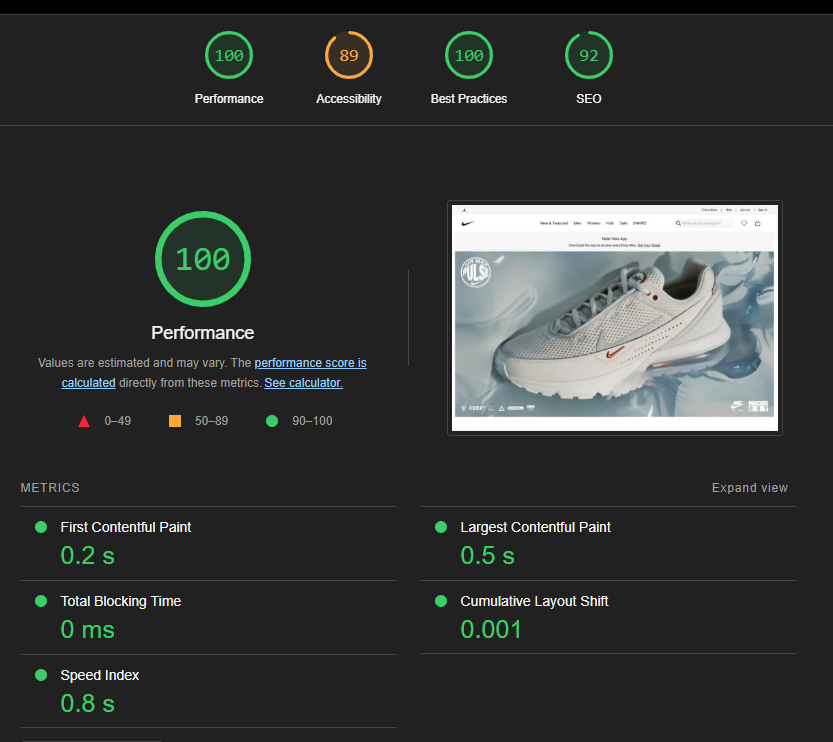 100
89
100
92
Performance
Accessibility
Best Practices
SEO
100
Performance
Values are estimated and may vary. The performance score is
calculated directly from these metrics. See calculator.
0–49
50–89
90–100
New & Featured Men Women Kids Sale SNKRS
Hello Nike App
Download the app to access everything Nike. Get Your Great
PULSE
METRICS
Expand view
First Contentful Paint
0.2 s
Largest Contentful Paint
0.5 s
Total Blocking Time
0 ms
Cumulative Layout Shift
0.001
Speed Index
0.8 s